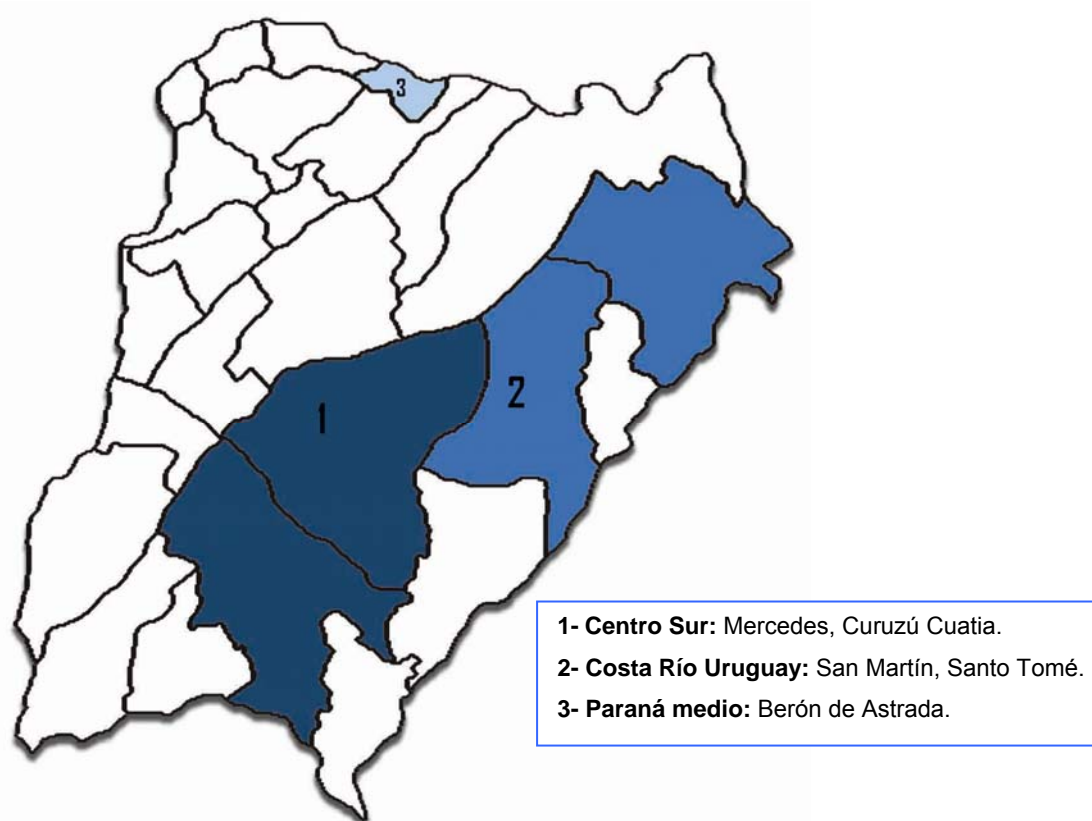 3
2
1
1- Centro Sur: Mercedes, Curuzú Cuatia.
2- Costa Río Uruguay: San Martín, Santo Tomé.
3- Paraná medio: Berón de Astrada.